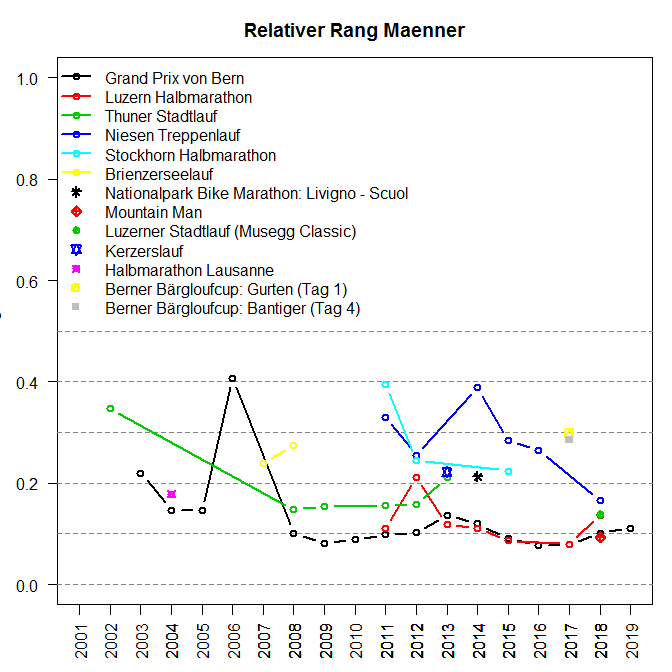 Relativer Rang Maenner
1.0
0.8
0.6
0.4
0.2
0.0
Grand Prix von Bern
Luzern Halbmarathon
Thuner Stadtlauf
Niesen Treppenlauf
Stockhorn Halbmarathon
Brienzerseelauf
Nationalpark Bike Marathon: Livigno - Scuol
Mountain Man
Luzerner Stadtlauf (Musegg Classic)
Kerzerslauf
Halbmarathon Lausanne
Berner Bärgloufcup: Gurten (Tag 1)
Berner Bärgloufcup: Bantiger (Tag 4)
2001
2002
2003
2004
2005
2006
2007
2008
2009
2010
2011
2012
2013
2014
2015
2016
2017
2018
2019